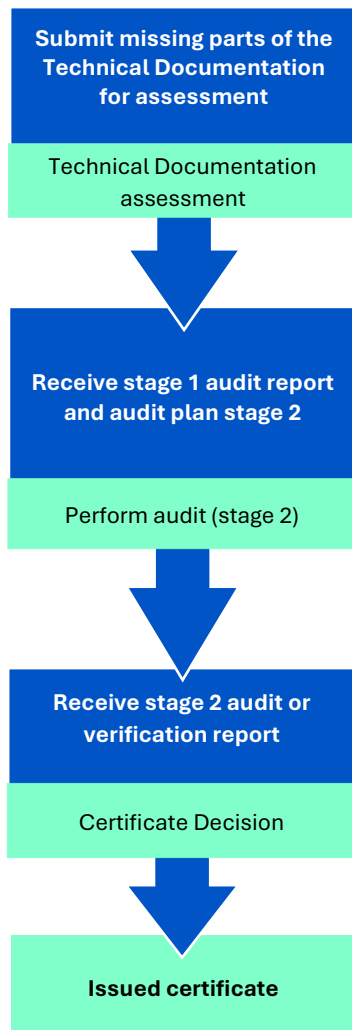 Submit missing parts of the
Technical Documentation
for assessment
Technical Documentation
assessment
Receive stage 1 audit report
and audit plan stage 2
Perform audit (stage 2)
Receive stage 2 audit or
verification report
Certificate Decision
Issued certificate